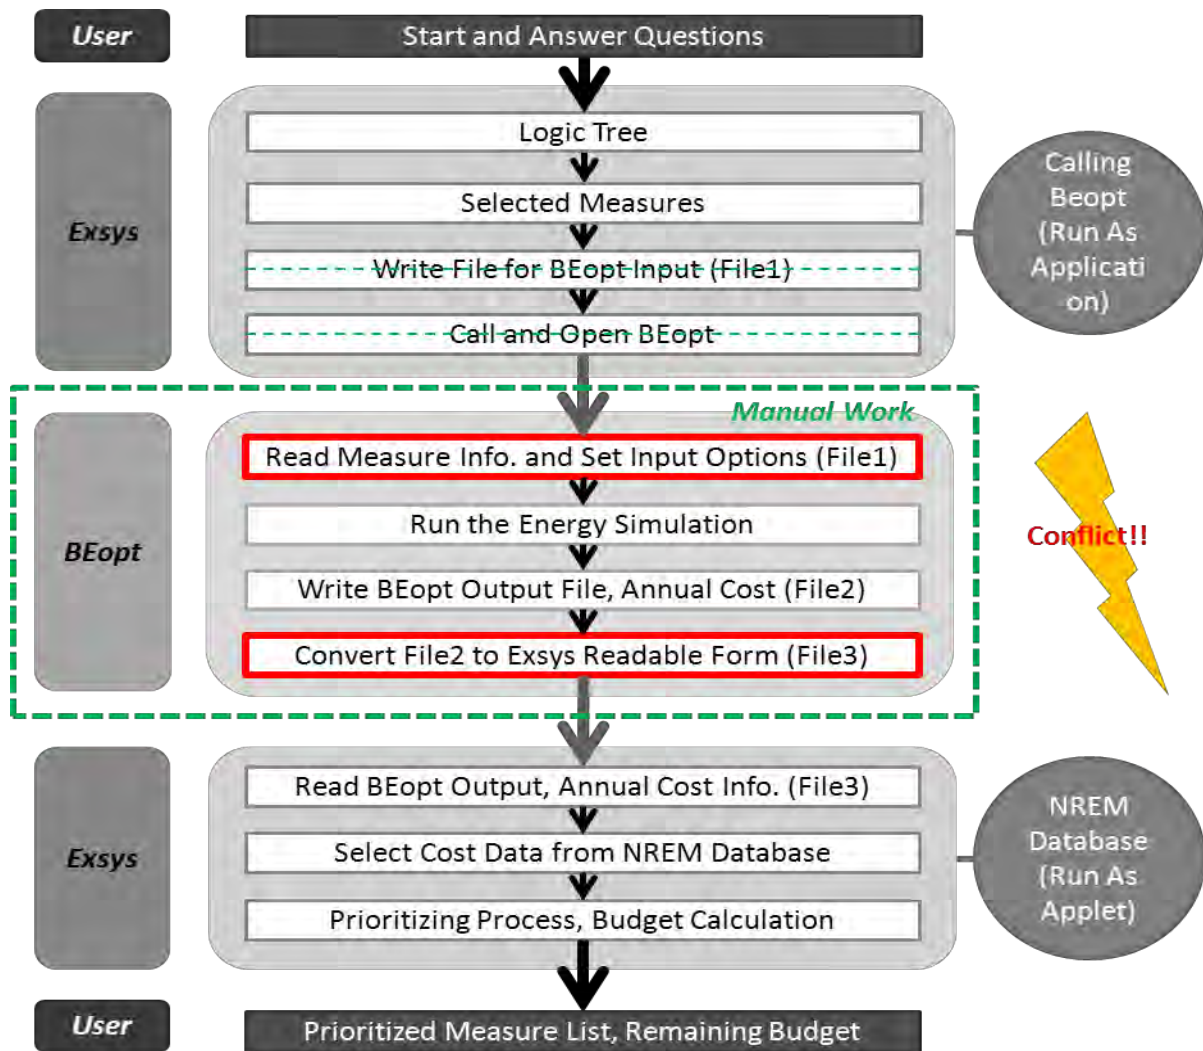 User
Start and Answer Questions
Exsys
Logic Tree
Selected Measures
Write File for BEopt Input (File1)
Call and Open BEopt
Calling
Beopt
(Run As
Applicati
on)
Manual Work
BEopt
Read Measure Info. and Set Input Options (File1)
Run the Energy Simulation
Write BEopt Output File, Annual Cost (File2)
Convert File2 to Exsys Readable Form (File3)
Conflict!!
Exsys
Read BEopt Output, Annual Cost Info. (File3)
Select Cost Data from NREM Database
Prioritizing Process, Budget Calculation
NREM
Database
(Run As
Applet)
User
Prioritized Measure List, Remaining Budget